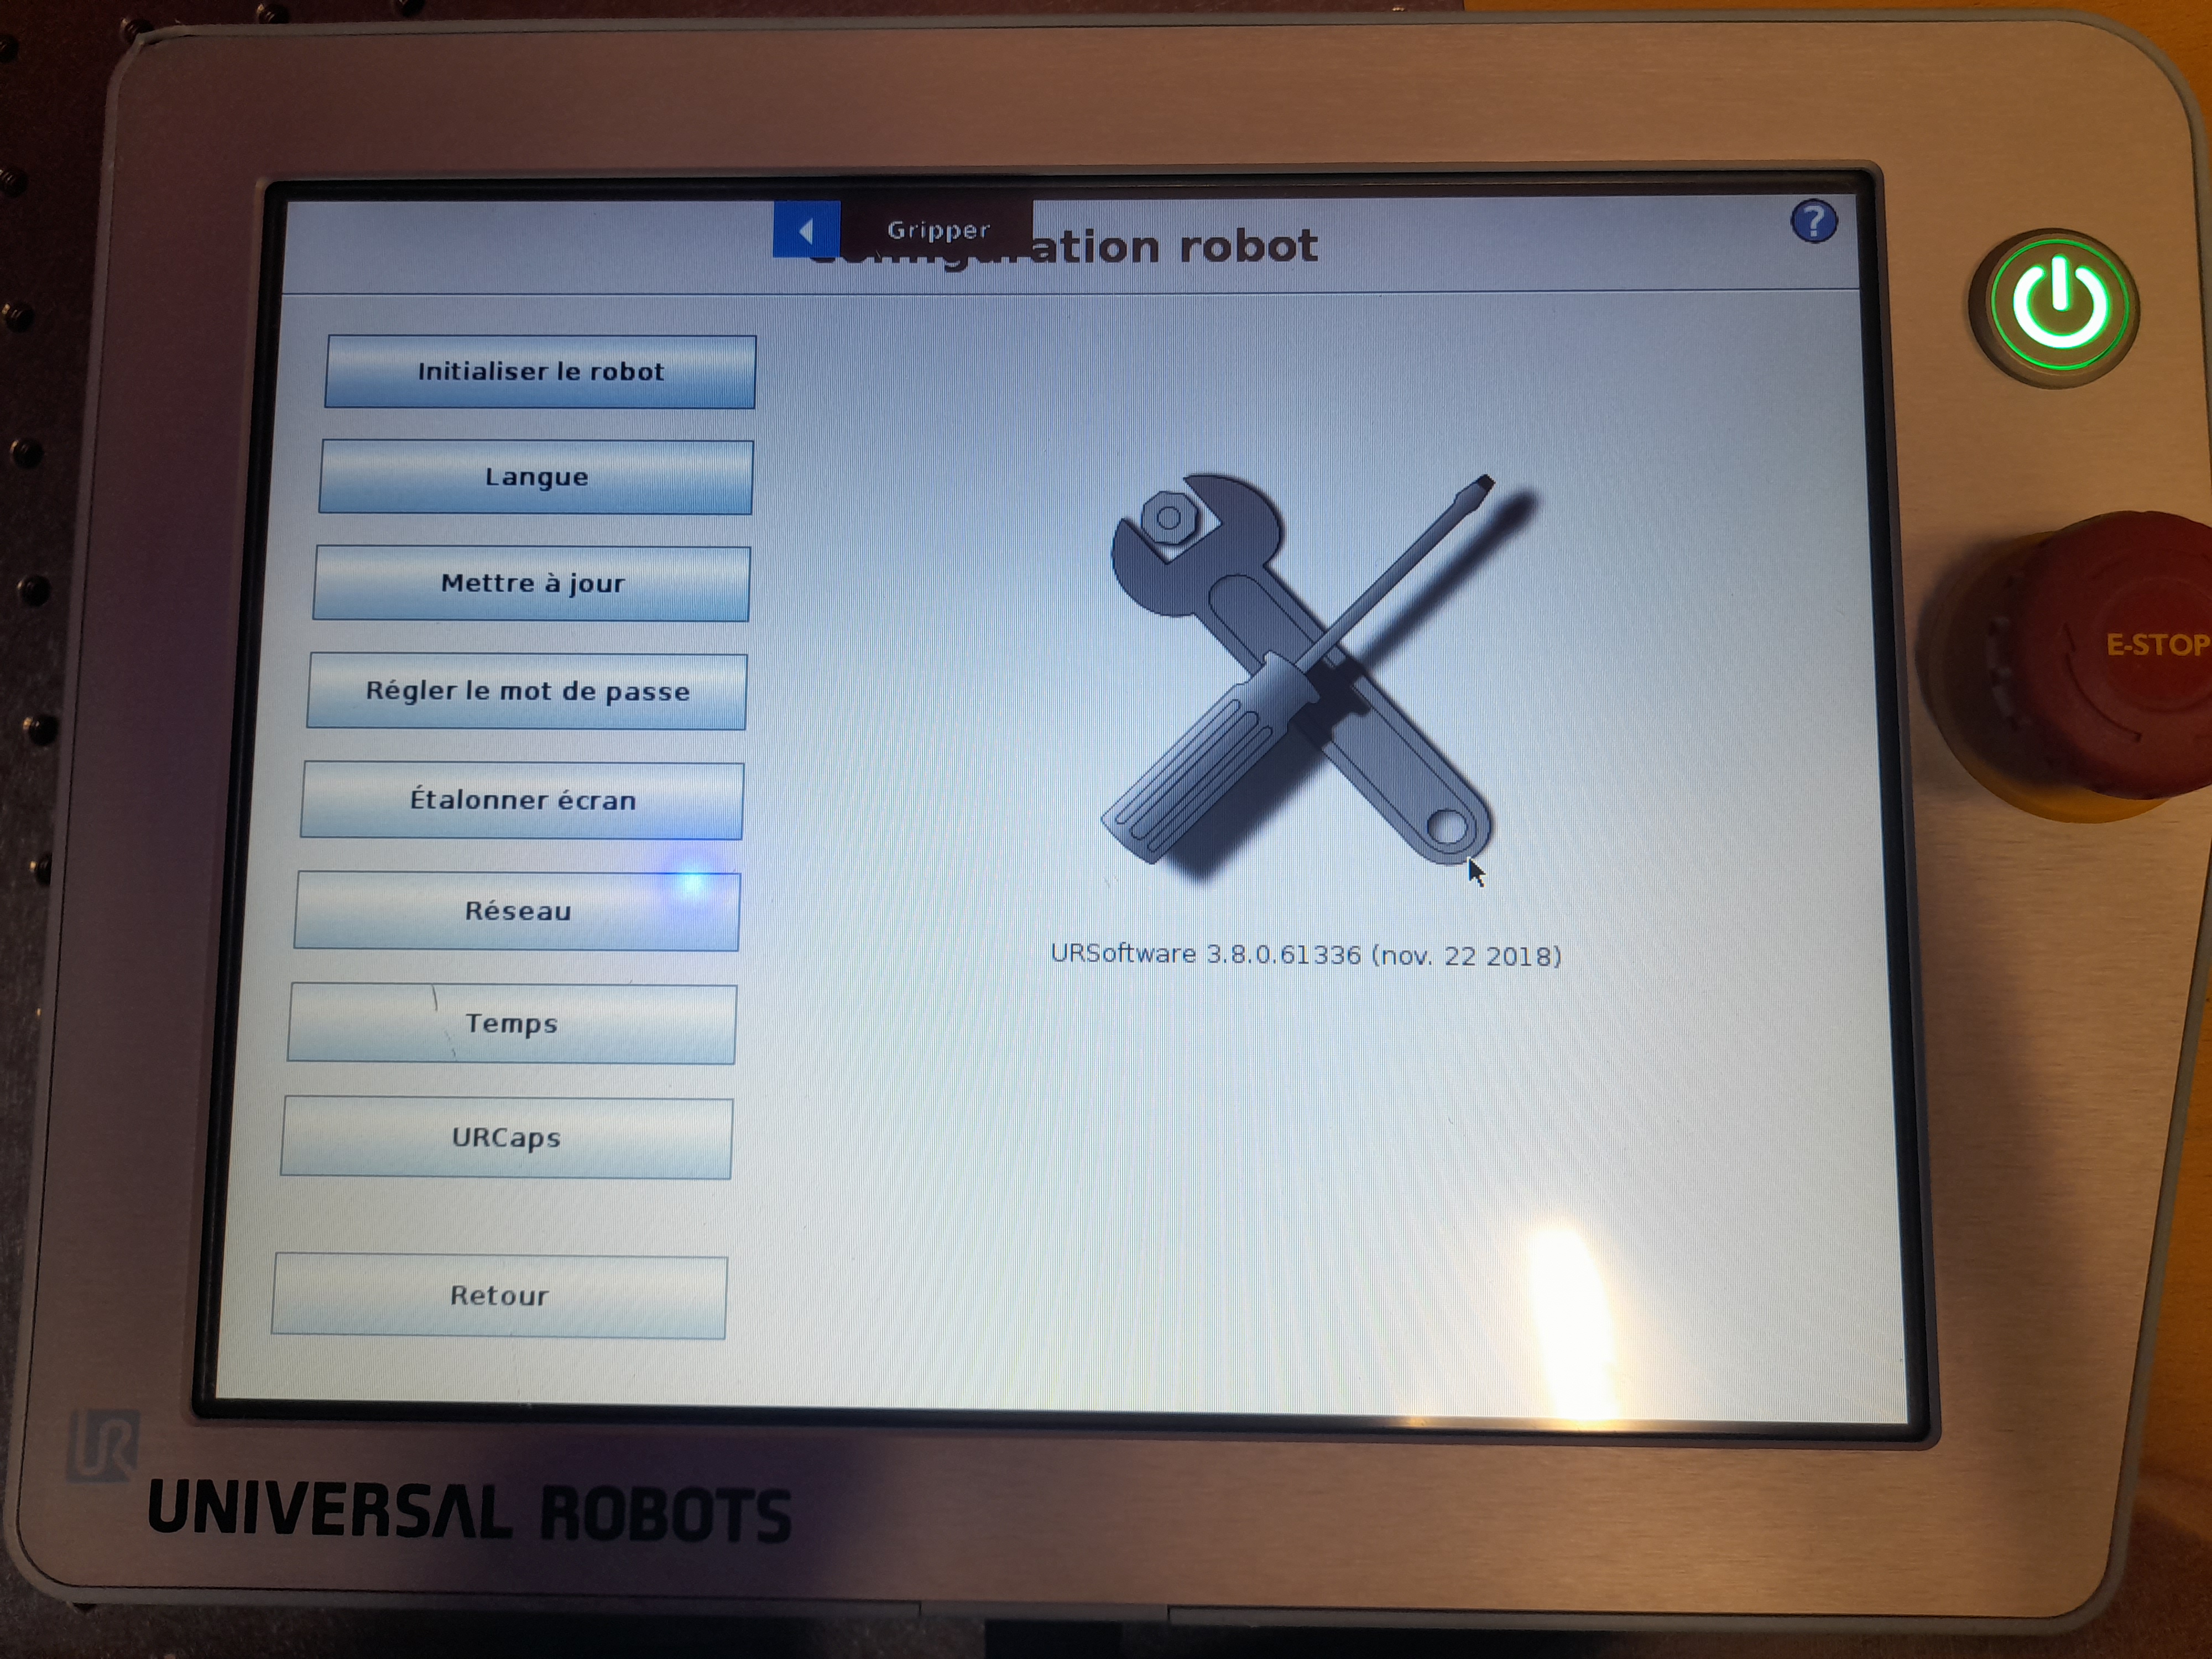 Gripper
ation robot
?
Initialiser le robot
Langue
Mettre à jour
Régler le mot de passe
Étalonner écran
Réseau
Temps
URCaps
Retour
URSoftware 3.8.0.61336 (nov. 22 2018)
E-STOP
UR
UNIVERSAL ROBOTS